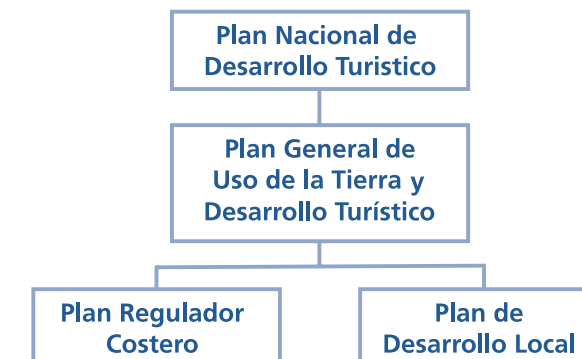 Plan Nacional de
Desarrollo Turistico
Plan General de
Uso de la Tierra y
Desarrollo Turístico
Plan Regulador
Costero
Plan de
Desarrollo Local